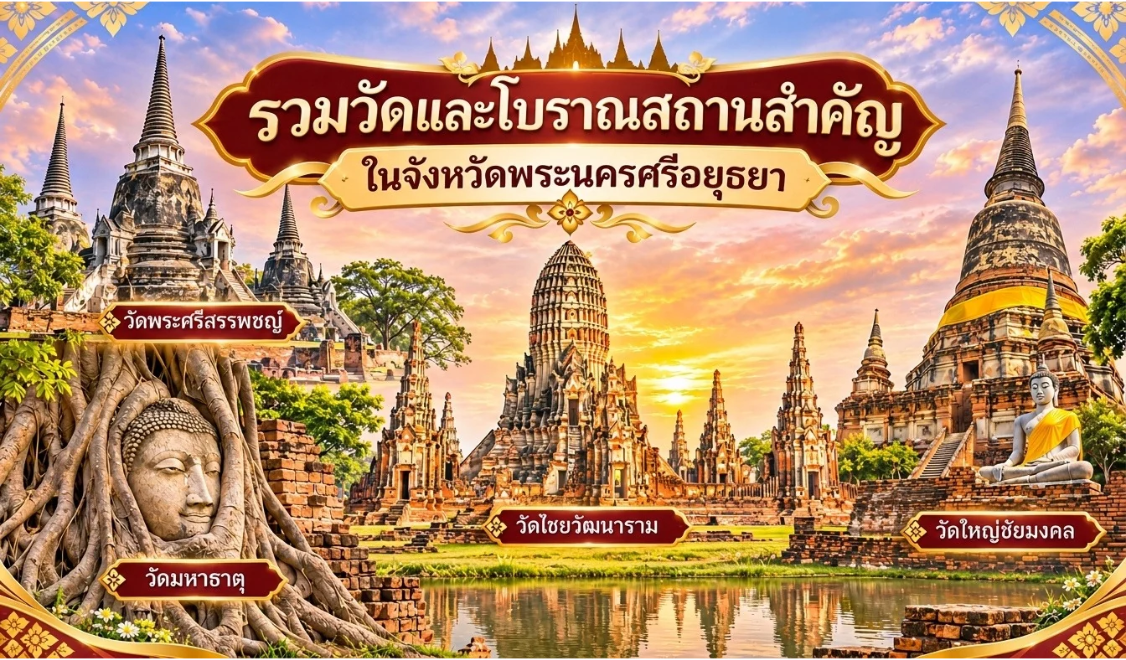 รวมวัดและโบราณสถานสำคัญ
ในจังหวัดพระนครศรีอยุธยา
วัดพระศรีสรรพชญ์
วัดมหาธาตุ
วัดไชยวัฒนาราม
วัดใหญ่ชัยมงคล